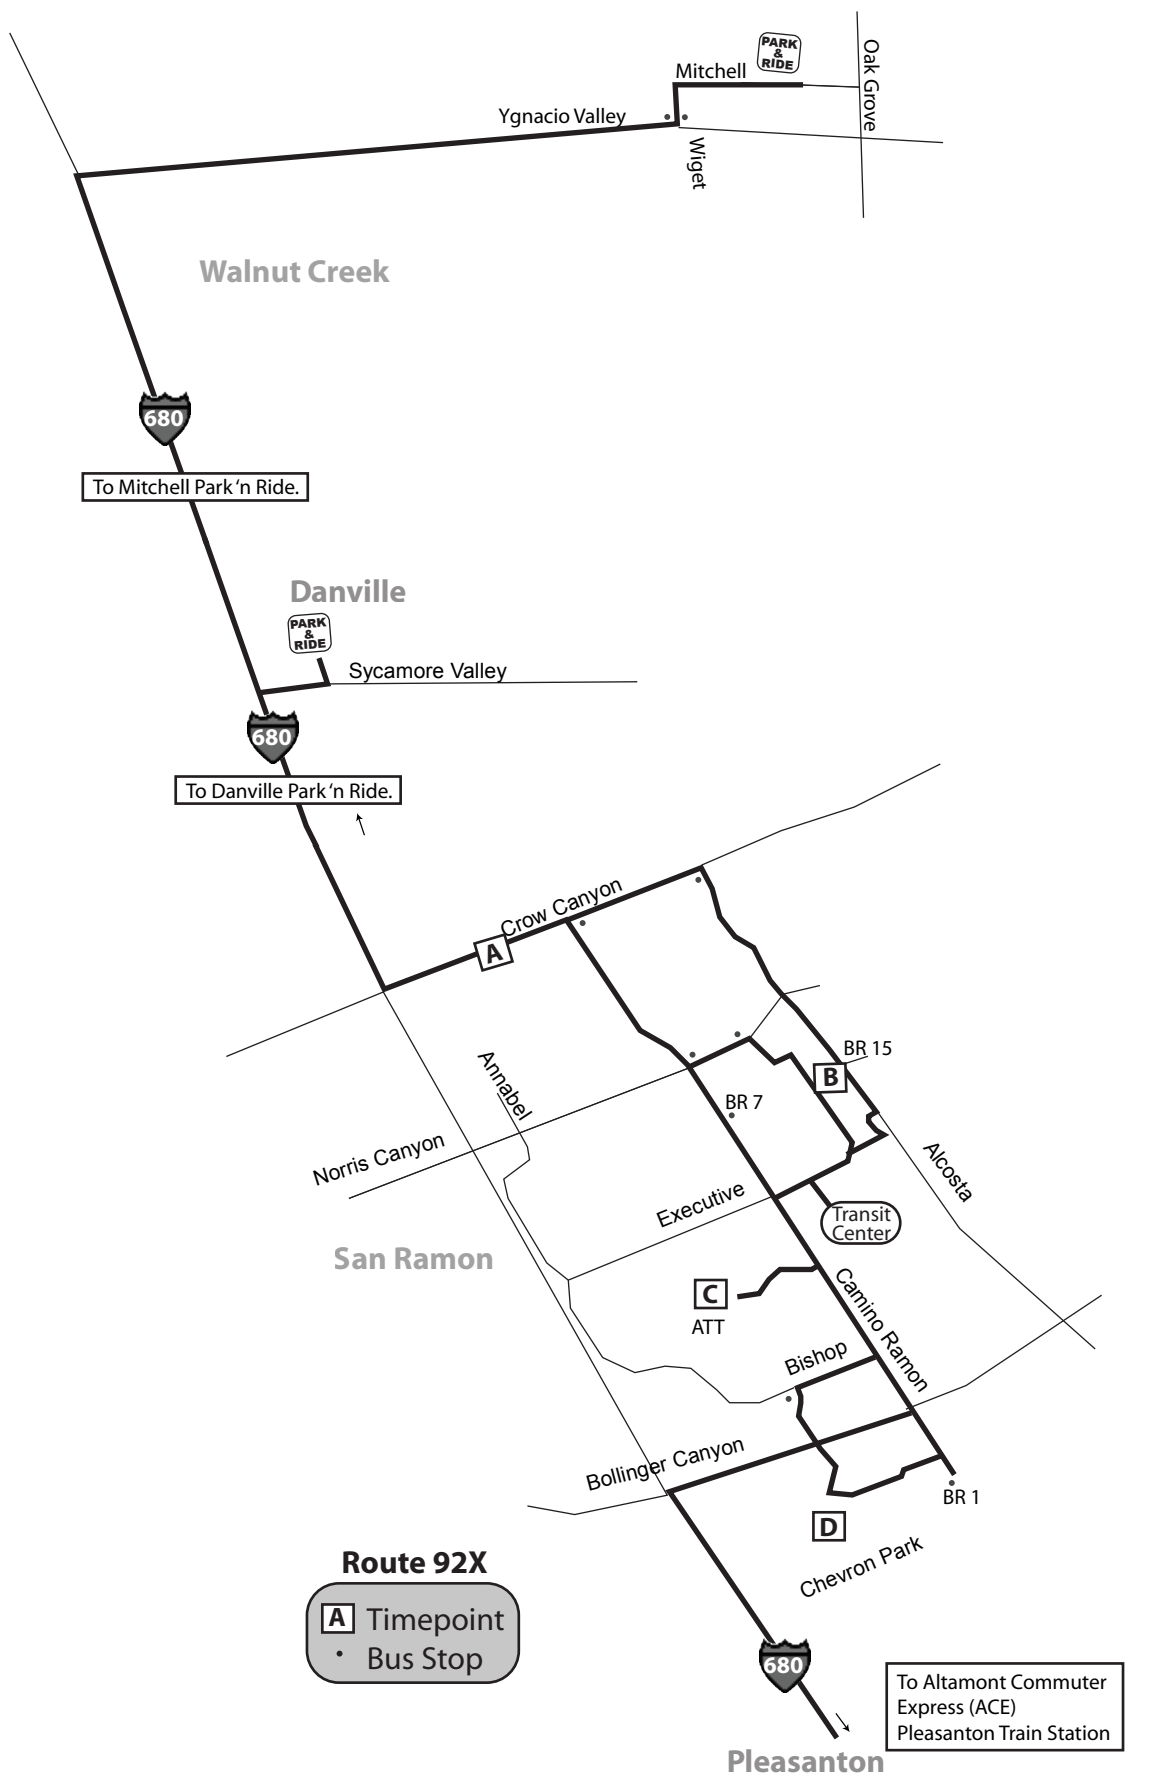 PARK
&
RIDE
Oak Grove
Mitchell
Ygnacio Valley
Wiget
Walnut Creek
680
To Mitchell Park ‘n Ride.
Danville
PARK
&
RIDE
Sycamore Valley
680
To Danville Park ‘n Ride.
Crow Canyon
A
Annabel
BR 15
B
BR 7
Norris Canyon
Alcosta
Executive
Transit
Center
San Ramon
C
ATT
Camino Ramon
Bishop
Bollinger Canyon
BR 1
D
Chevron Park
Route 92X
A Timepoint
Bus Stop
680
To Altamont Commuter
Express (ACE)
Pleasanton Train Station
Pleasanton